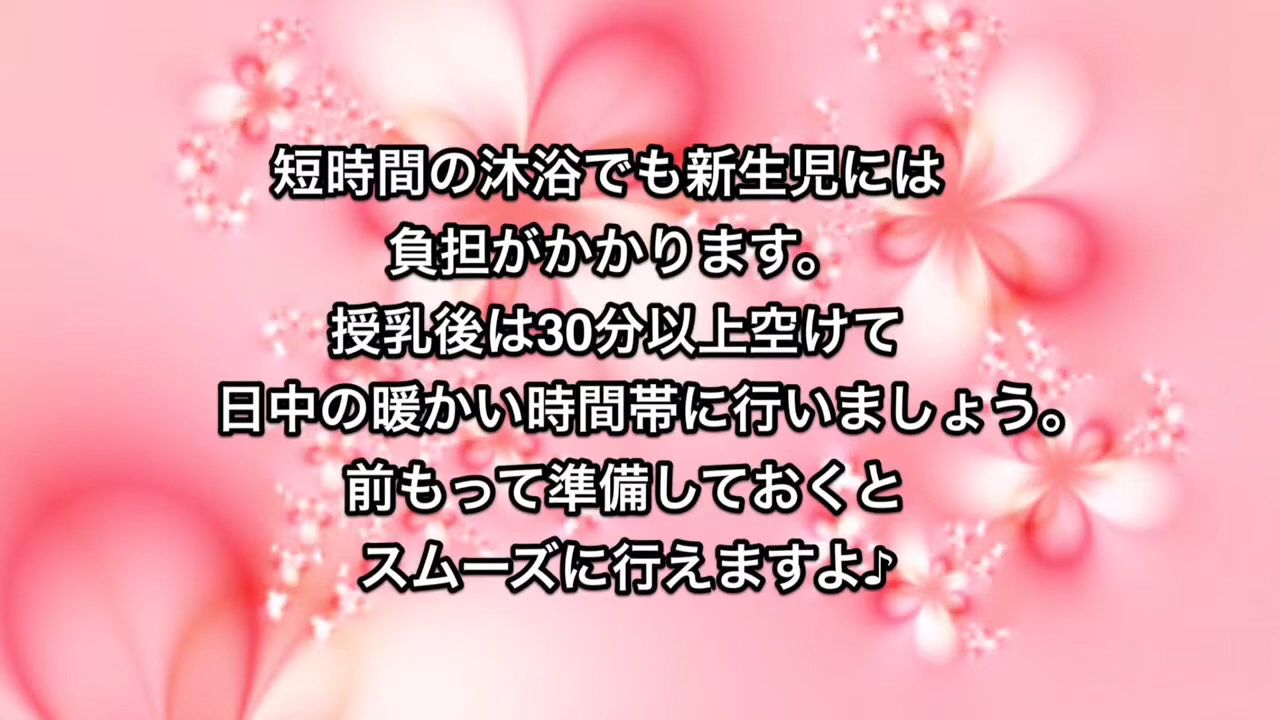 短時間の沐浴でも新生児には
負担がかかります。
授乳後は30分以上空けて
日中の暖かい時間帯に行いましょう。
前もって準備しておくと
スムーズに行えますよ♪